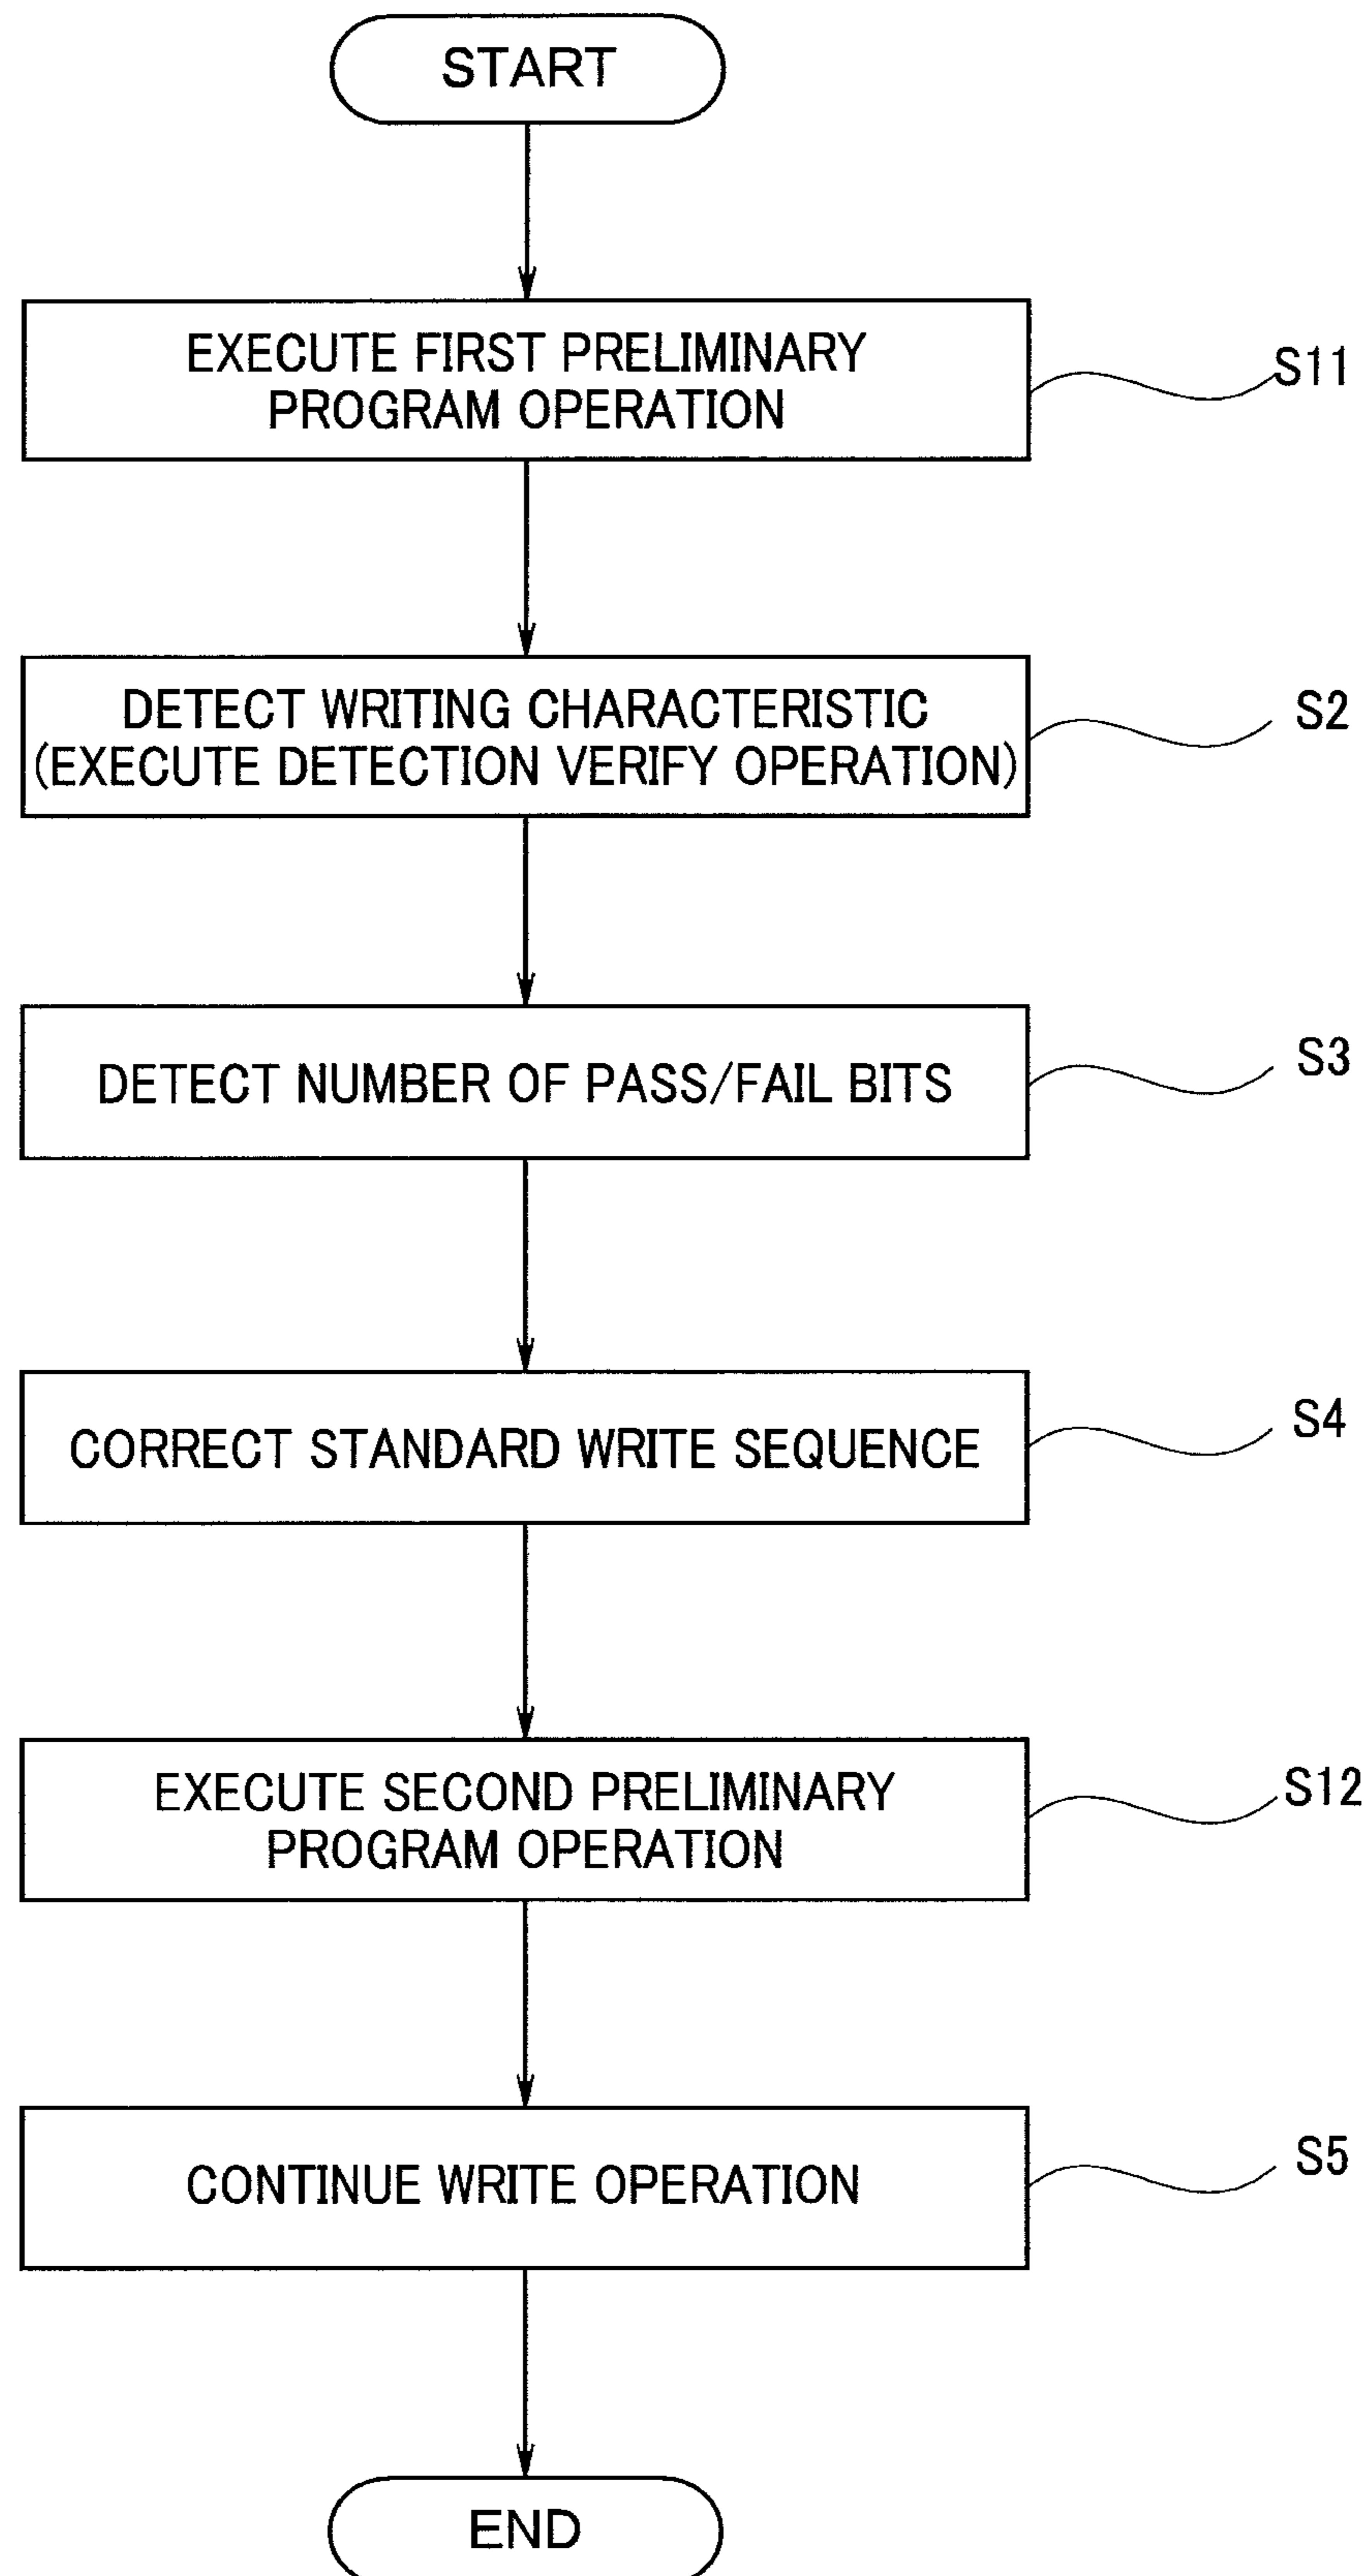 START
EXECUTE FIRST PRELIMINARY
PROGRAM OPERATION
S11
DETECT WRITING CHARACTERISTIC
(EXECUTE DETECTION VERIFY OPERATION)
S2
DETECT NUMBER OF PASS/FAIL BITS
S3
CORRECT STANDARD WRITE SEQUENCE
S4
EXECUTE SECOND PRELIMINARY
PROGRAM OPERATION
S12
CONTINUE WRITE OPERATION
S5
END